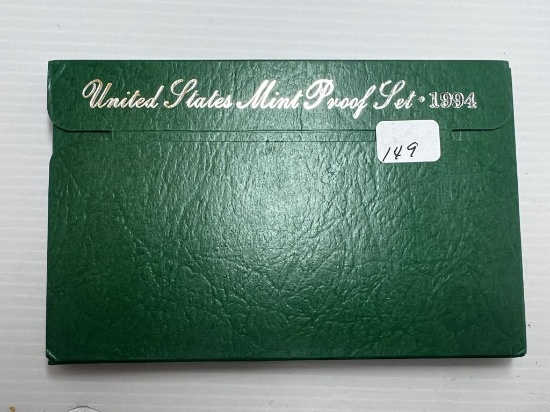 United States Mint Proof Set • 1994
149